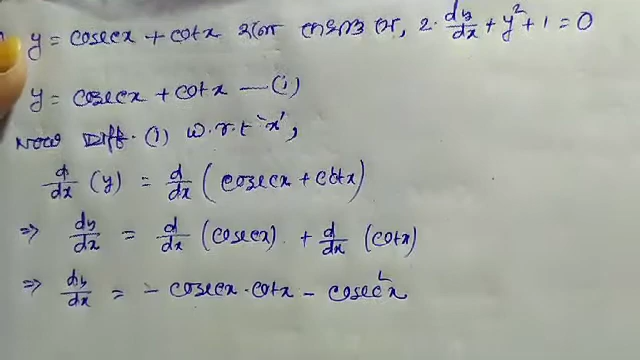 y = cosecx + cotx হলে দেখাও যে, 2. dy/dx + y² + 1 = 0
y = cosecx + cotx —(i)
Now Diff. (i) w.r.t 'x',
d/dx (y) = d/dx (cosecx + cotx)
⇒ dy/dx = d/dx (cosecx) + d/dx (cotx)
⇒ dy/dx = - cosecx · cotx - cosec²x